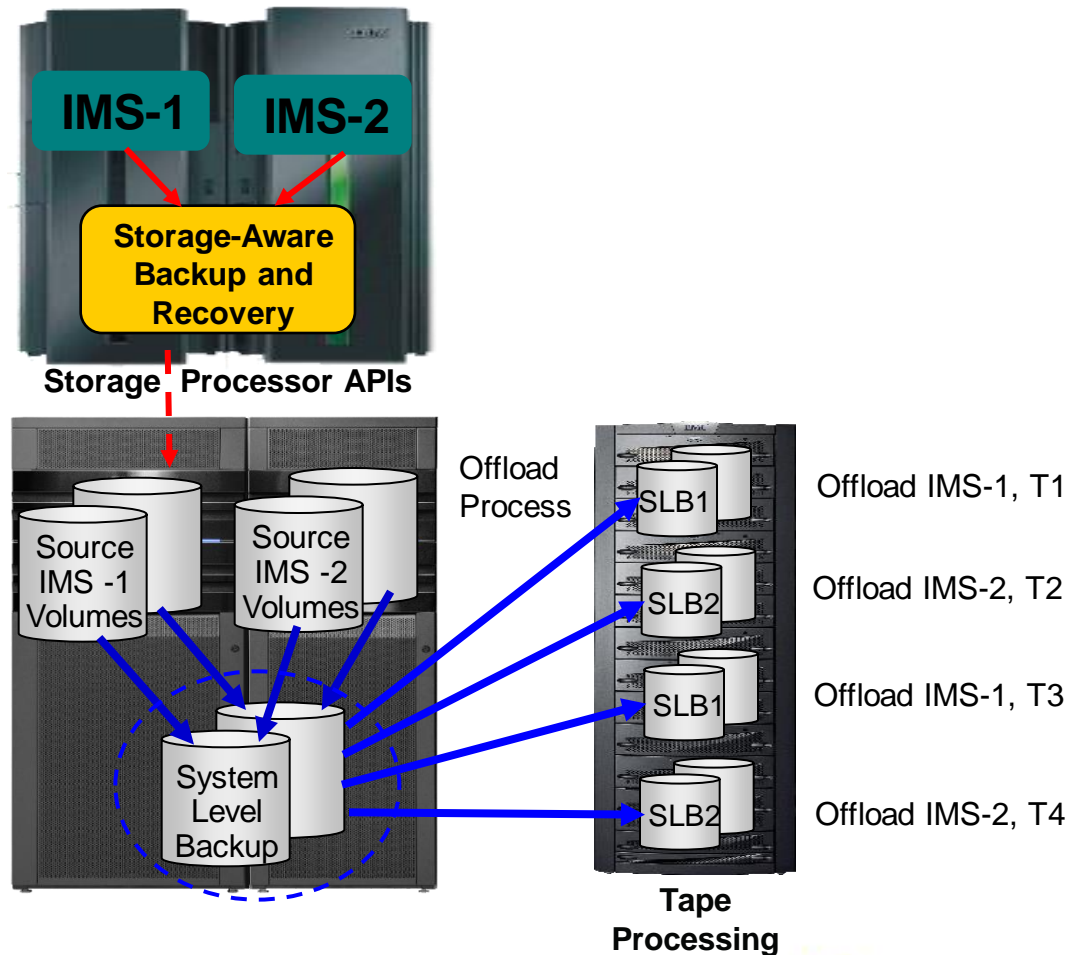 IMS-1
IMS-2
Storage-Aware
Backup and
Recovery
Storage Processor APIs
Source
IMS -1
Volumes
Source
IMS -2
Volumes
System
Level
Backup
Offload
Process
EMC
SLB1
Offload IMS-1, T1
SLB2
Offload IMS-2, T2
SLB1
Offload IMS-1, T3
SLB2
Offload IMS-2, T4
Tape
Processing